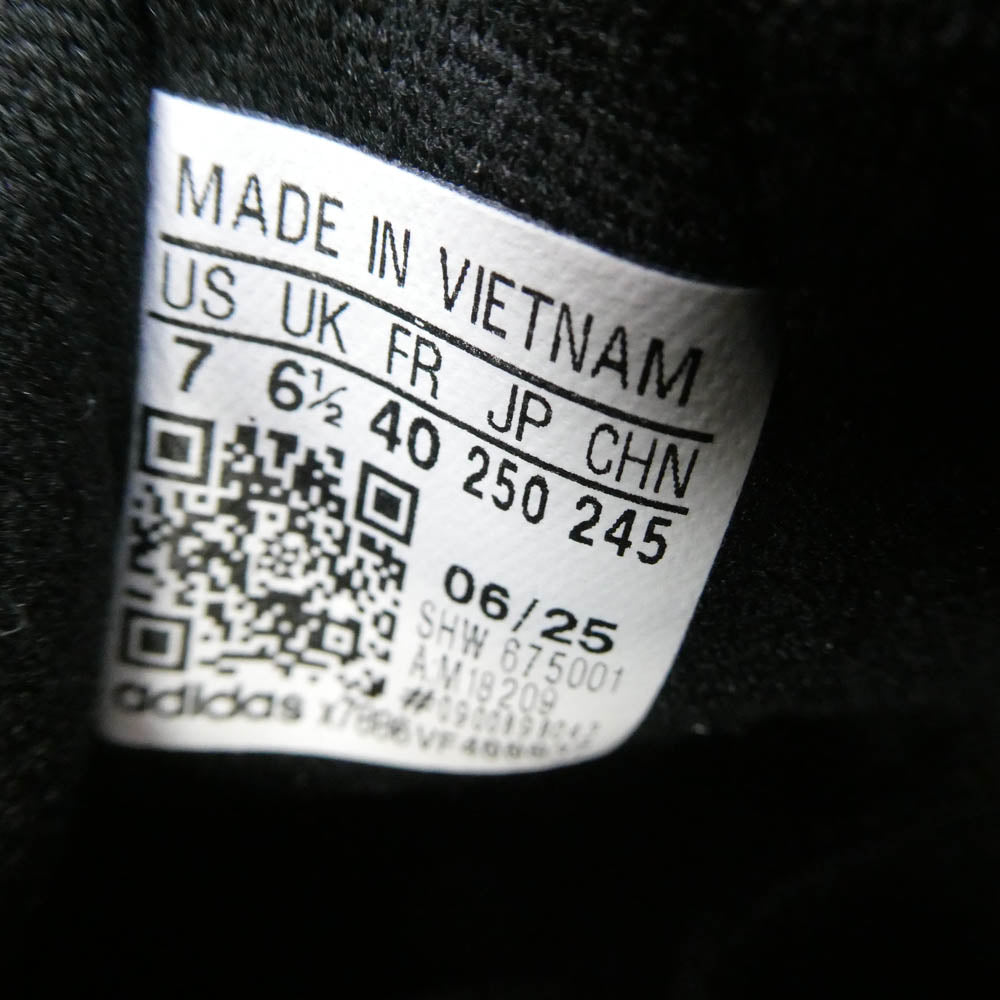 MADE IN VIETNAM
US UK FR JP CHN
7 6½ 40 250 245
06/25
SHW 675001
A.M18209
adidas